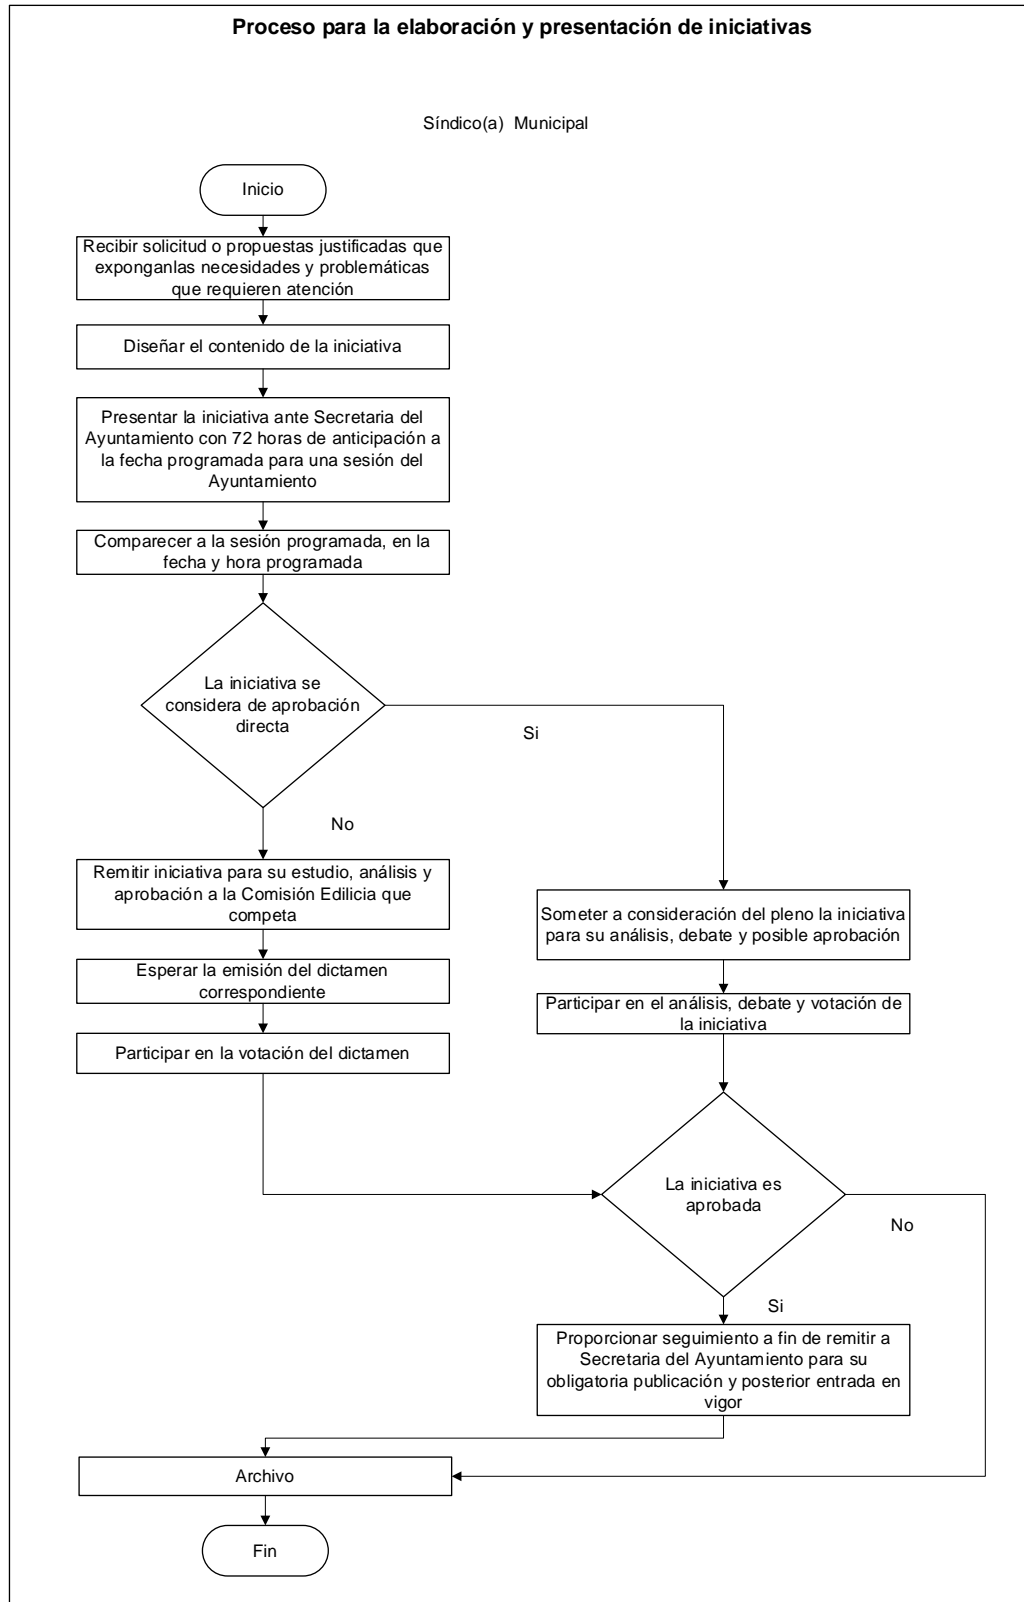 Proceso para la elaboración y presentación de iniciativas
Síndico(a) Municipal
Inicio
Recibir solicitud o propuestas justificadas que
exponganlas necesidades y problemáticas
que requieren atención
Diseñar el contenido de la iniciativa
Presentar la iniciativa ante Secretaria del
Ayuntamiento con 72 horas de anticipación a
la fecha programada para una sesión del
Ayuntamiento
Comparecer a la sesión programada, en la
fecha y hora programada
La iniciativa se
considera de aprobación
directa
Si
No
Remitir iniciativa para su estudio, análisis y
aprobación a la Comisión Edilicia que
competa
Esperar la emisión del dictamen
correspondiente
Participar en la votación del dictamen
Someter a consideración del pleno la iniciativa
para su análisis, debate y posible aprobación
Participar en el análisis, debate y votación de
la iniciativa
La iniciativa es
aprobada
No
Si
Proporcionar seguimiento a fin de remitir a
Secretaria del Ayuntamiento para su
obligatoria publicación y posterior entrada en
vigor
Archivo
Fin